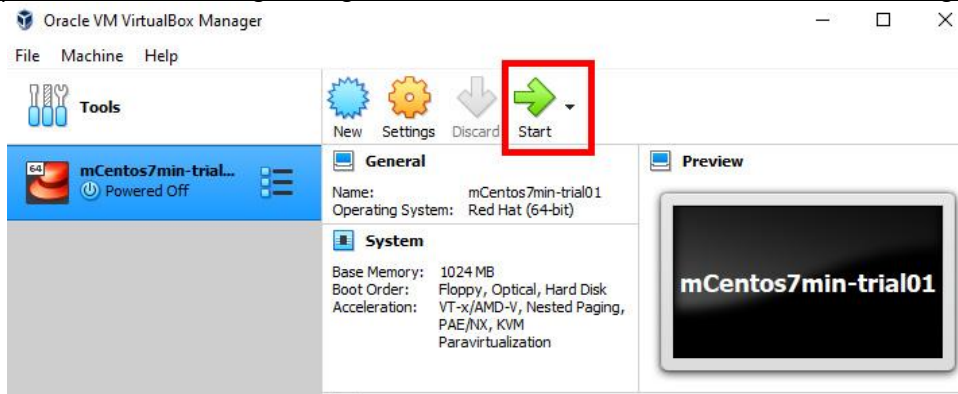 Oracle VM VirtualBox Manager
File Machine Help
Tools
New Settings Discard Start
64
mCentos7min-trial...
Powered Off
General
Name: mCentos7min-trial01
Operating System: Red Hat (64-bit)
System
Base Memory: 1024 MB
Boot Order: Floppy, Optical, Hard Disk
Acceleration: VT-x/AMD-V, Nested Paging,
PAE/NX, KVM
Paravirtualization
Preview
mCentos7min-trial01